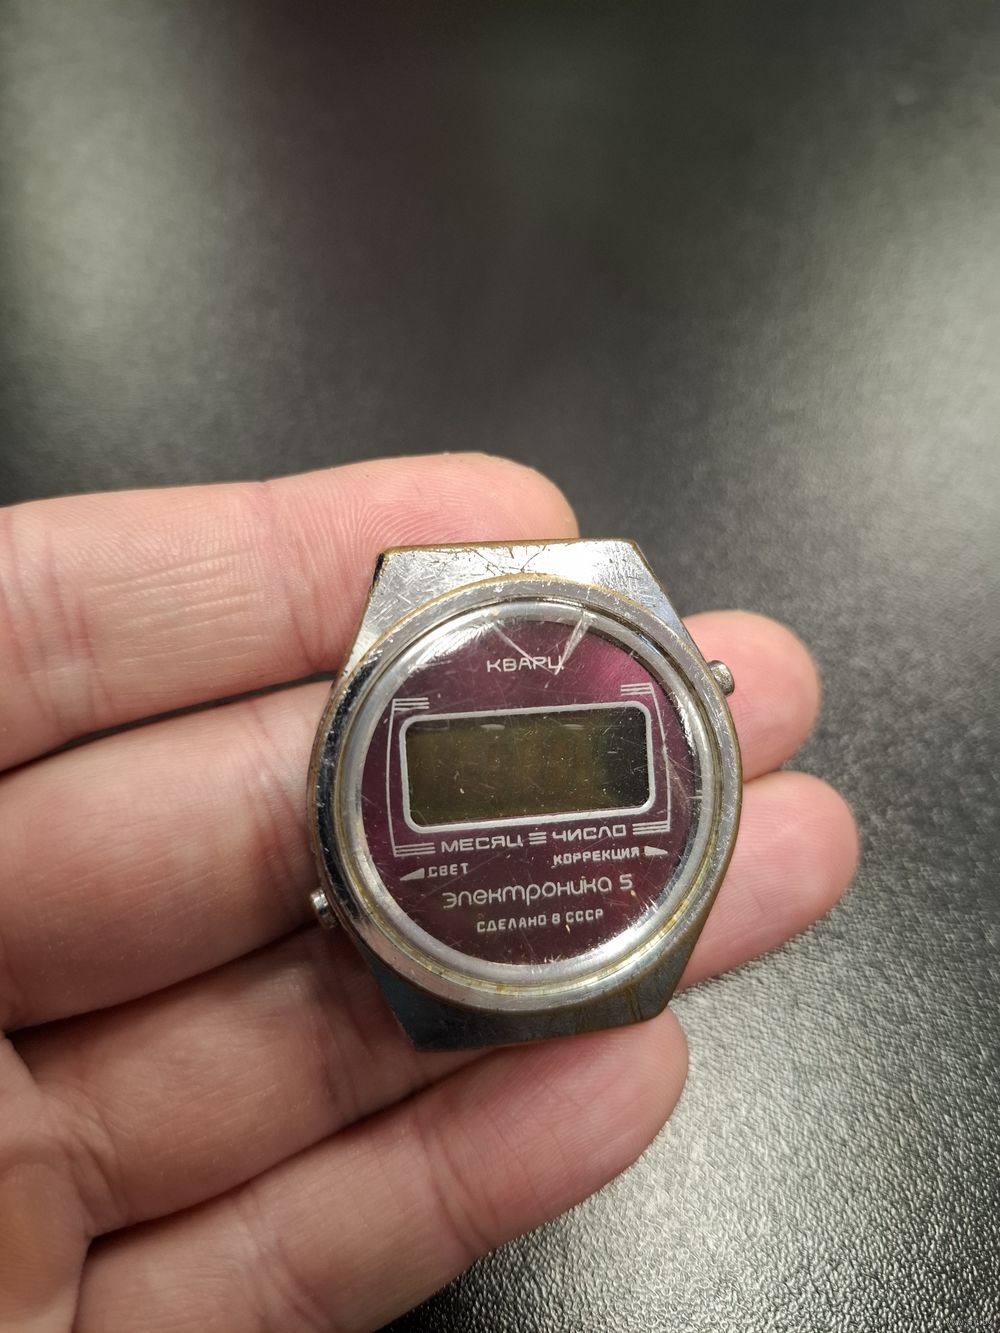 КВАРЦ
МЕСЯЦ ЧИСЛО
СВЕТ КОРРЕКЦИЯ
Электроника 5
СДЕЛАНО В СССР